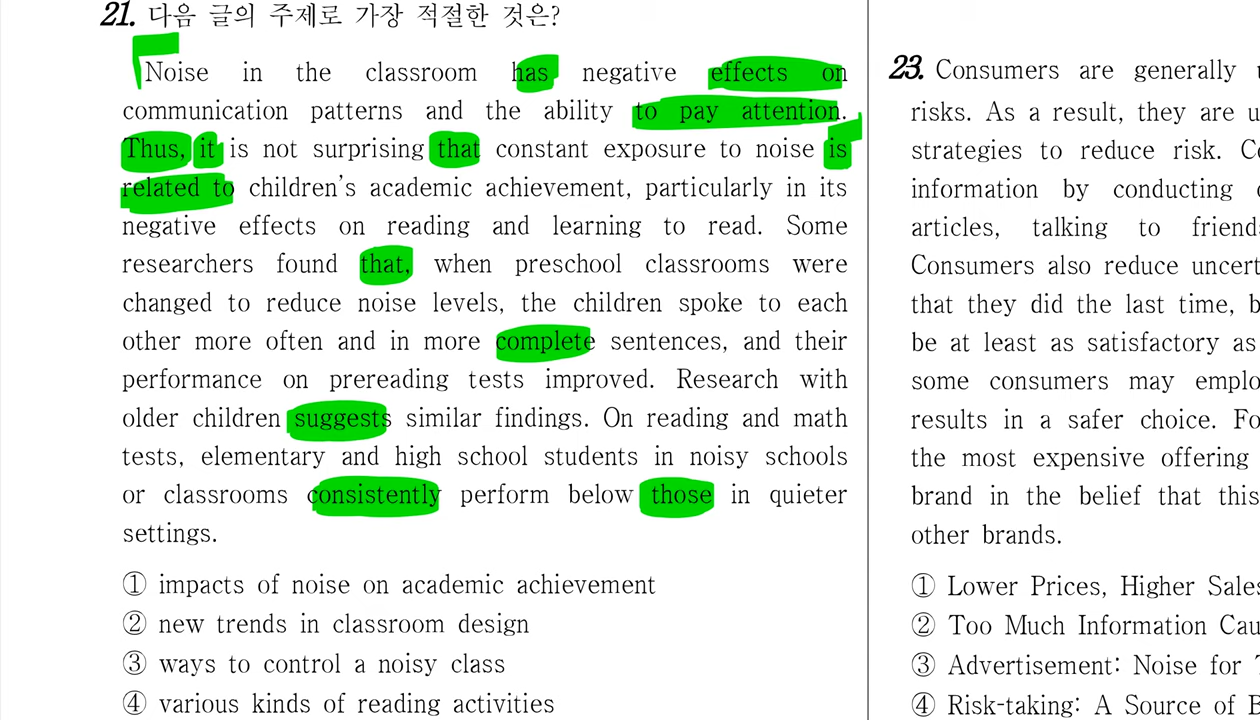 21. 다음 글의 주제로 가장 적절한 것은?
Noise in the classroom has negative effects on
communication patterns and the ability to pay attention.
Thus, it is not surprising that constant exposure to noise is
related to children's academic achievement, particularly in its
negative effects on reading and learning to read. Some
researchers found that, when preschool classrooms were
changed to reduce noise levels, the children spoke to each
other more often and in more complete sentences, and their
performance on prereading tests improved. Research with
older children suggests similar findings. On reading and math
tests, elementary and high school students in noisy schools
or classrooms consistently perform below those in quieter
settings.
① impacts of noise on academic achievement
② new trends in classroom design
③ ways to control a noisy class
④ various kinds of reading activities
23. Consumers are generally
risks. As a result, they are
strategies to reduce risk.
information by conducting
articles, talking to
Consumers also reduce
that they did the last time,
be at least as satisfactory as
some consumers may
results in a safer choice.
the most expensive offering
brand in the belief that this
other brands.
① Lower Prices, Higher
② Too Much Information
③ Advertisement: Noise for
④ Risk-taking: A Source of